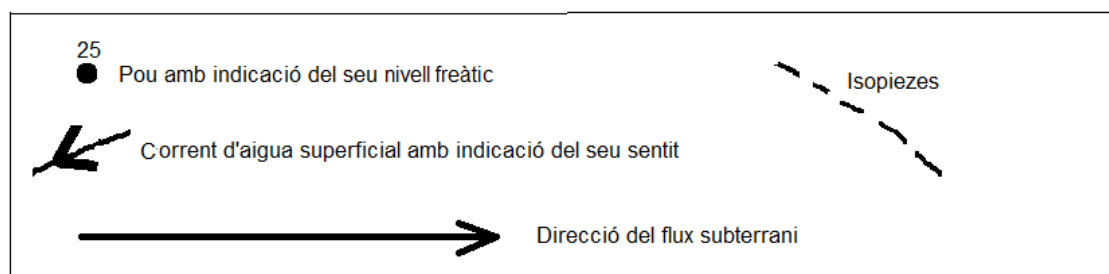 25
Pou amb indicació del seu nivell freàtic
Isopiezes
Corrent d'aigua superficial amb indicació del seu sentit
Direcció del flux subterrani